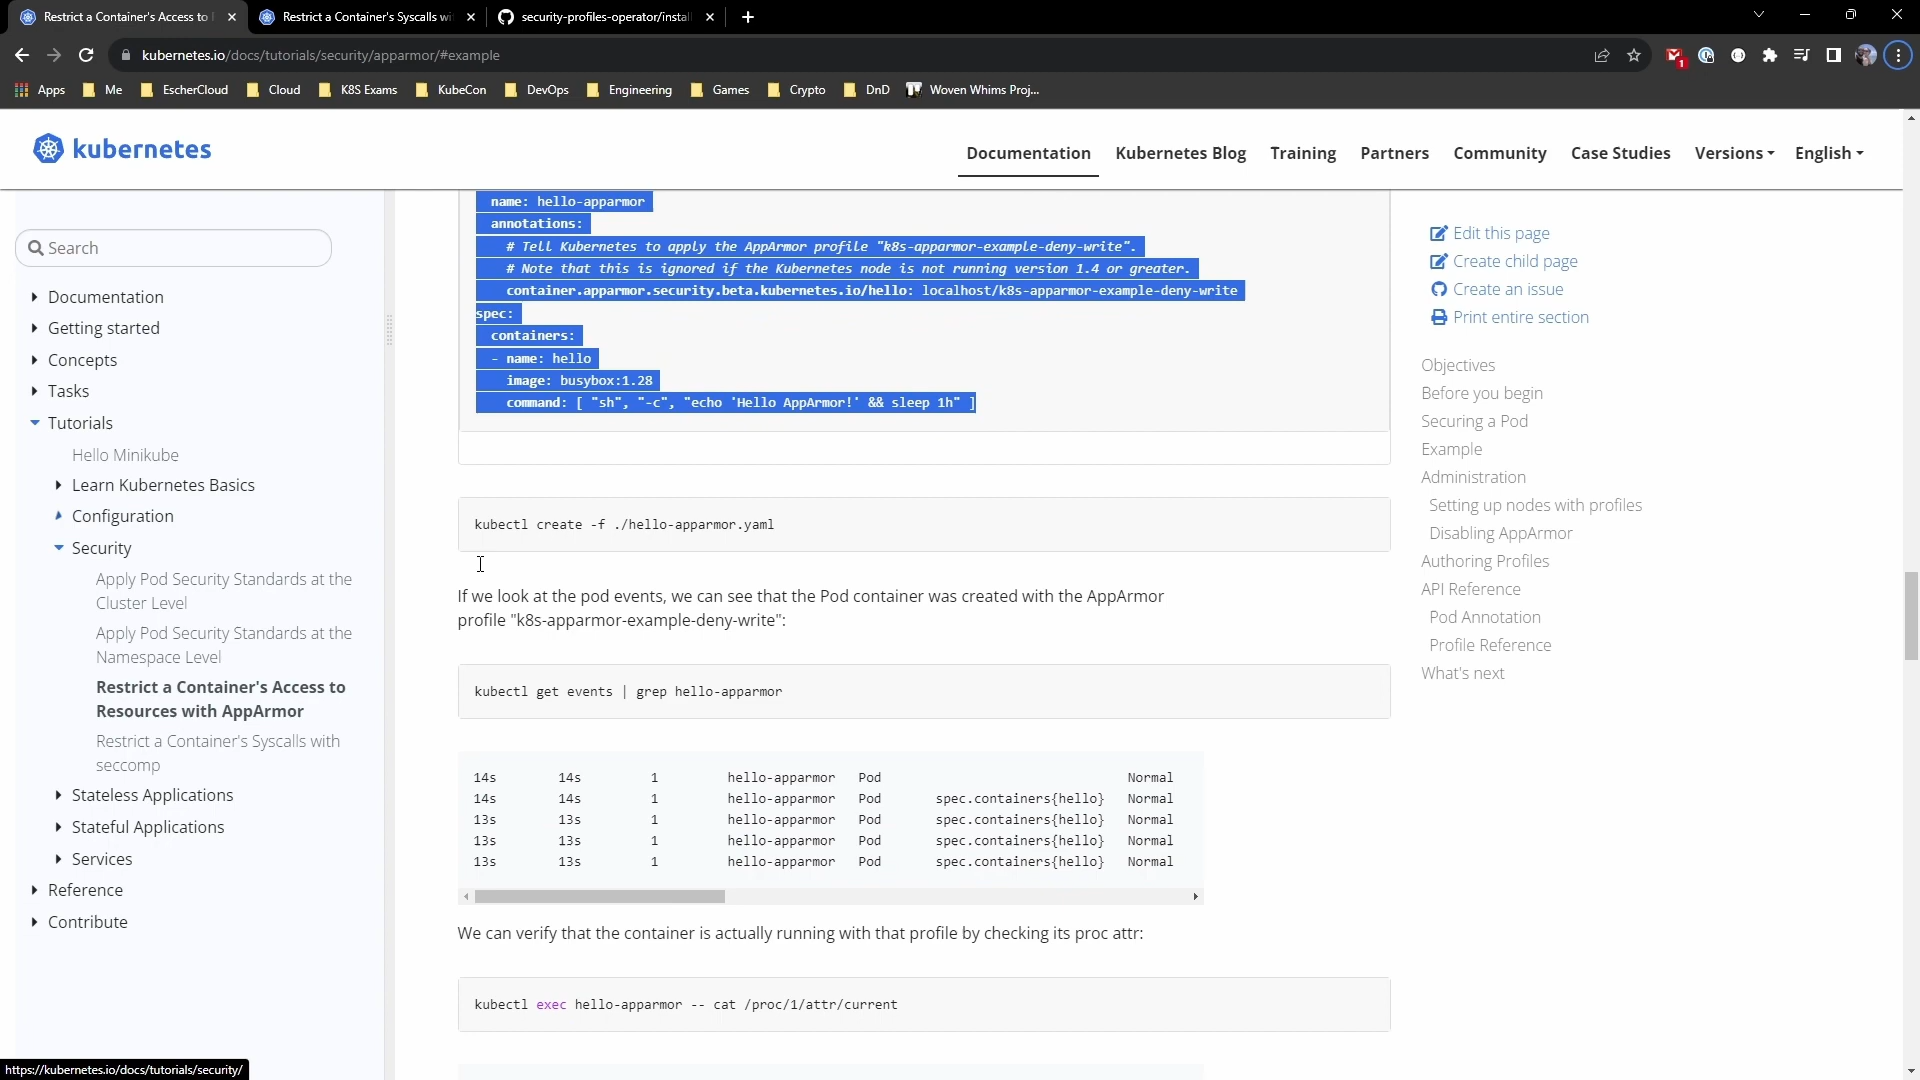 Restrict a Container's Access to
Restrict a Container's Syscalls wi
security-profiles-operator/instal
kubernetes.io/docs/tutorials/security/apparmor/#example
1
Apps
Me
EscherCloud
Cloud
K8S Exams
KubeCon
DevOps
Engineering
Games
Crypto
DnD
Woven Whims Proj...
kubernetes
Documentation
Kubernetes Blog
Training
Partners
Community
Case Studies
Versions
English
Search
Documentation
Getting started
Concepts
Tasks
Tutorials
Hello Minikube
Learn Kubernetes Basics
Configuration
Security
Apply Pod Security Standards at the
Cluster Level
Apply Pod Security Standards at the
Namespace Level
Restrict a Container's Access to
Resources with AppArmor
Restrict a Container's Syscalls with
seccomp
Stateless Applications
Stateful Applications
Services
Reference
Contribute
name: hello-apparmor
annotations:
# Tell Kubernetes to apply the AppArmor profile "k8s-apparmor-example-deny-write".
# Note that this is ignored if the Kubernetes node is not running version 1.4 or greater.
container.apparmor.security.beta.kubernetes.io/hello: localhost/k8s-apparmor-example-deny-write
spec:
containers:
- name: hello
image: busybox:1.28
command: [ "sh", "-c", "echo 'Hello AppArmor!' && sleep 1h" ]
kubectl create -f ./hello-apparmor.yaml
If we look at the pod events, we can see that the Pod container was created with the AppArmor
profile "k8s-apparmor-example-deny-write":
kubectl get events | grep hello-apparmor
14s 14s 1 hello-apparmor Pod Normal
14s 14s 1 hello-apparmor Pod spec.containers{hello} Normal
13s 13s 1 hello-apparmor Pod spec.containers{hello} Normal
13s 13s 1 hello-apparmor Pod spec.containers{hello} Normal
13s 13s 1 hello-apparmor Pod spec.containers{hello} Normal
We can verify that the container is actually running with that profile by checking its proc attr:
kubectl exec hello-apparmor -- cat /proc/1/attr/current
Edit this page
Create child page
Create an issue
Print entire section
Objectives
Before you begin
Securing a Pod
Example
Administration
Setting up nodes with profiles
Disabling AppArmor
Authoring Profiles
API Reference
Pod Annotation
Profile Reference
What's next
https://kubernetes.io/docs/tutorials/security/